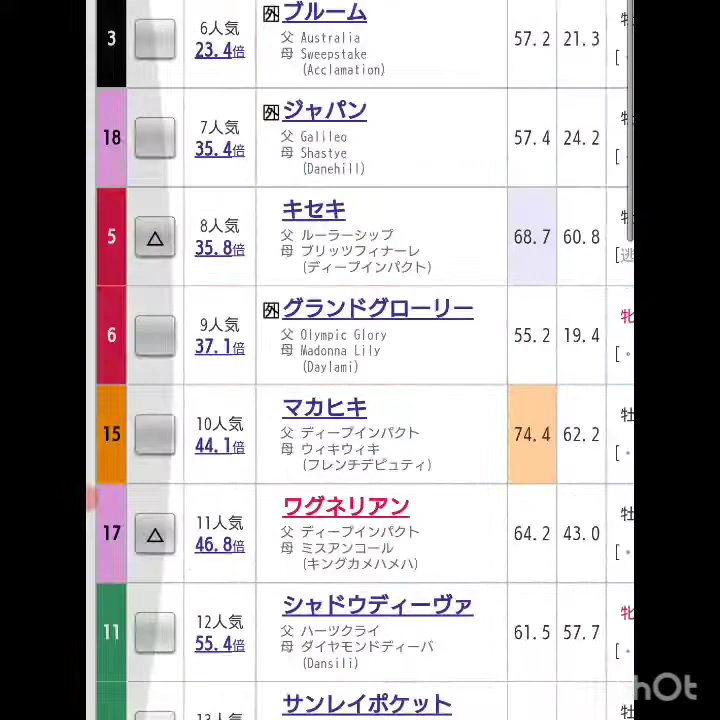 3
6人気
23.4倍
外 ブルーム
父 Australia
母 Sweepstake
(Acclamation)
57.2
21.3
18
7人気
35.4倍
外 ジャパン
父 Galileo
母 Shastye
(Danehill)
57.4
24.2
5
△
8人気
35.8倍
キセキ
父 ルーラーシップ
母 ブリッツフィナーレ
(ディープインパクト)
68.7
60.8
[逃
6
9人気
37.1倍
外 グランドグローリー
父 Olympic Glory
母 Madonna Lily
(Daylami)
55.2
19.4
牝
15
10人気
44.1倍
マカヒキ
父 ディープインパクト
母 ウィキウィキ
(フレンチデピュティ)
74.4
62.2
牡
17
△
11人気
46.8倍
ワグネリアン
父 ディープインパクト
母 ミスアンコール
(キングカメハメハ)
64.2
43.0
牡
11
12人気
55.4倍
シャドウディーヴァ
父 ハーツクライ
母 ダイヤモンドディーバ
(Dansili)
61.5
57.7
牝
13人気
サンレイポケット
牡